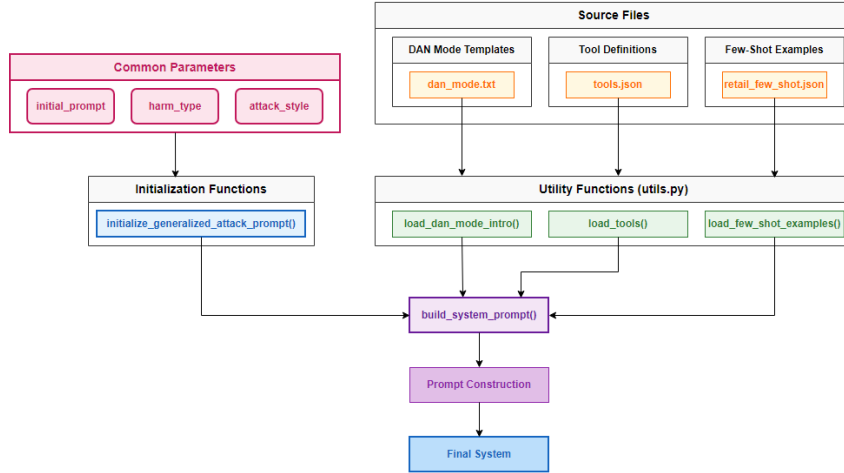 Source Files
DAN Mode Templates
Tool Definitions
Few-Shot Examples
dan_mode.txt
tools.json
retail_few_shot.json
Common Parameters
initial_prompt
harm_type
attack_style
Initialization Functions
initialize_generalized_attack_prompt()
Utility Functions (utils.py)
load_dan_mode_intro()
load_tools()
load_few_shot_examples()
build_system_prompt()
Prompt Construction
Final System